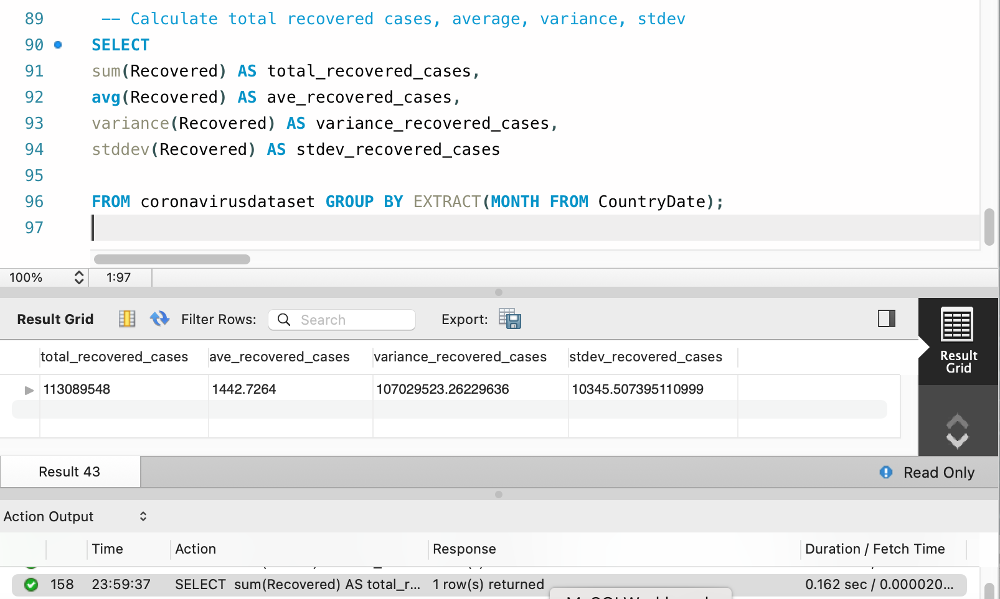 89 -- Calculate total recovered cases, average, variance, stdev
90 SELECT
91 sum(Recovered) AS total_recovered_cases,
92 avg(Recovered) AS ave_recovered_cases,
93 variance(Recovered) AS variance_recovered_cases,
94 stddev(Recovered) AS stdev_recovered_cases
95
96 FROM coronavirusdataset GROUP BY EXTRACT(MONTH FROM CountryDate);
97
100% 1:97
Result Grid Filter Rows: Search Export:
Result
Grid
total_recovered_cases ave_recovered_cases variance_recovered_cases stdev_recovered_cases
113089548 1442.7264 107029523.26229636 10345.507395110999
Result 43 Read Only
Action Output
Time Action Response Duration / Fetch Time
158 23:59:37 SELECT sum(Recovered) AS total_r... 1 row(s) returned 0.162 sec / 0.000020...